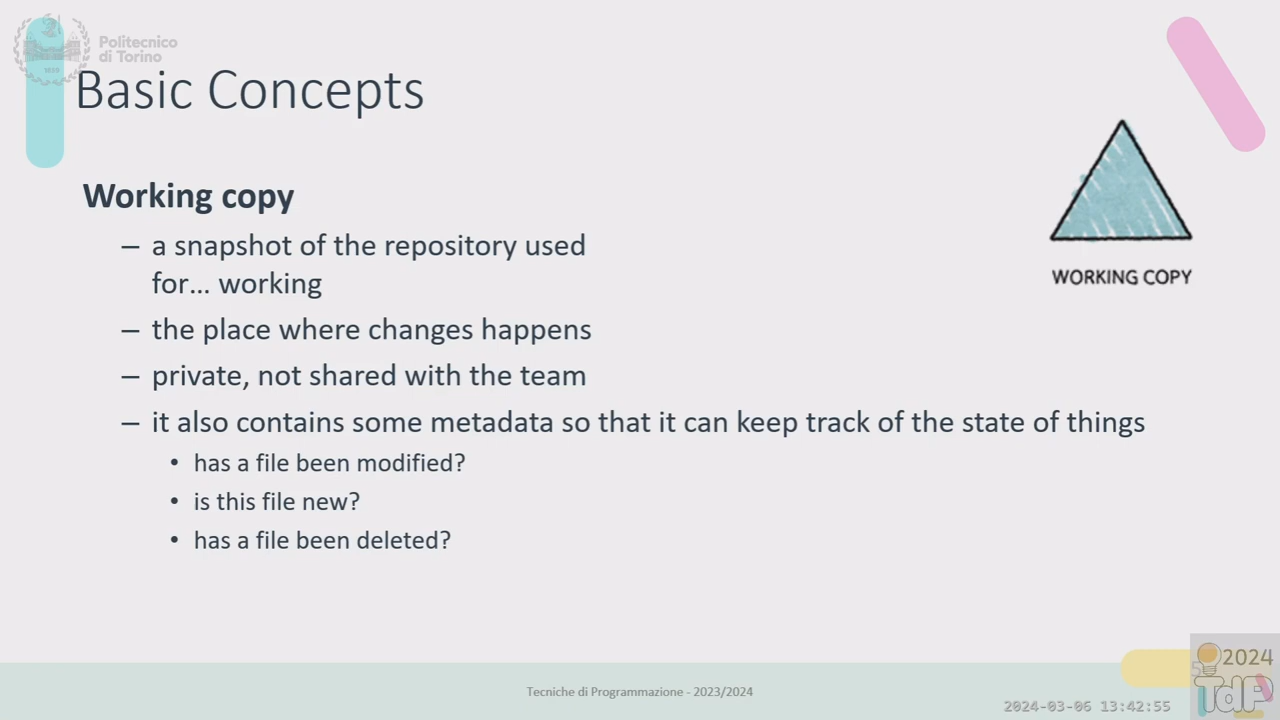 Politecnico
di Torino
Basic Concepts
Working copy
– a snapshot of the repository used
for... working
– the place where changes happens
– private, not shared with the team
– it also contains some metadata so that it can keep track of the state of things
• has a file been modified?
• is this file new?
• has a file been deleted?
WORKING COPY
Tecniche di Programmazione - 2023/2024
2024
TdP
2024-03-06 13:42:55